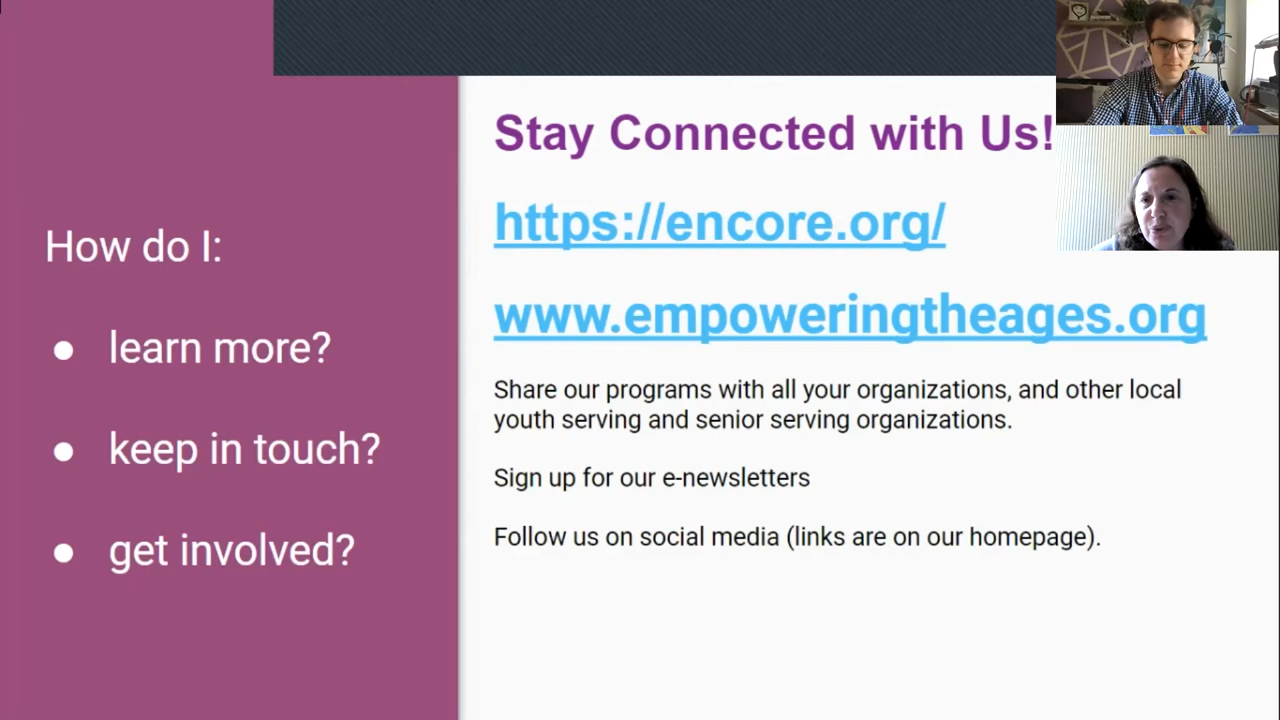 How do I:
● learn more?
● keep in touch?
● get involved?
Stay Connected with Us!
https://encore.org/
www.empoweringtheages.org
Share our programs with all your organizations, and other local
youth serving and senior serving organizations.
Sign up for our e-newsletters
Follow us on social media (links are on our homepage).